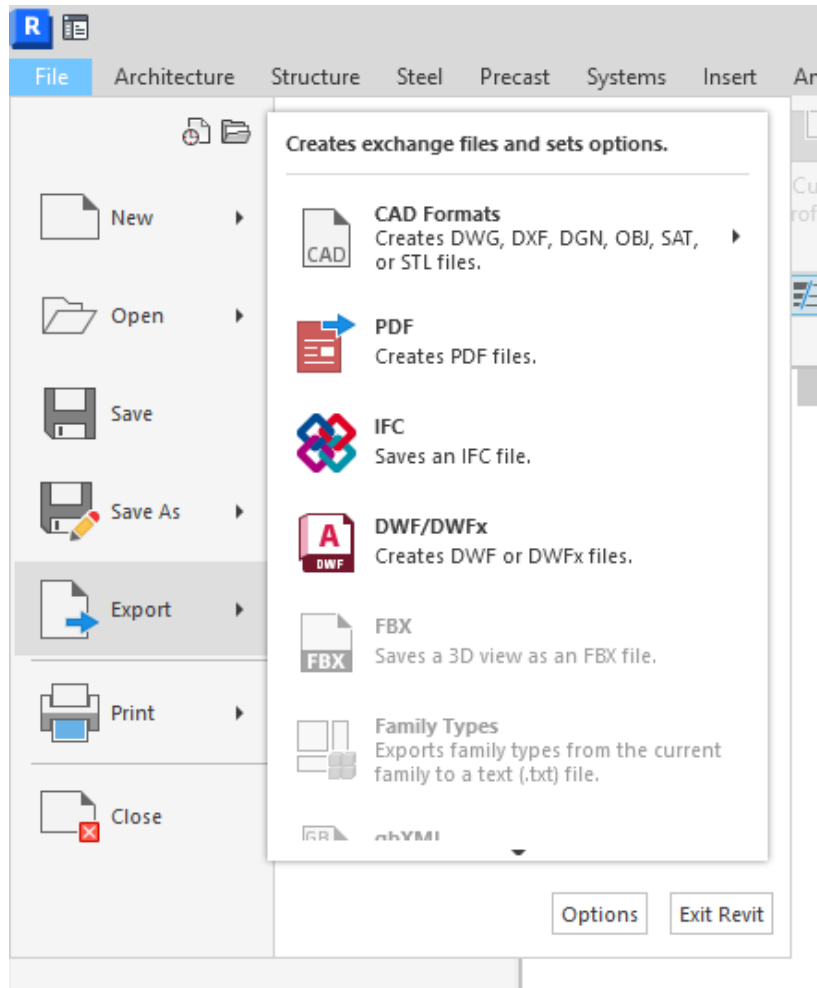 R
File Architecture Structure Steel Precast Systems Insert
Creates exchange files and sets options.
New
CAD
CAD Formats
Creates DWG, DXF, DGN, OBJ, SAT,
or STL files.
Open
PDF
Creates PDF files.
Save
IFC
Saves an IFC file.
Save As
A
DWF
DWF/DWFx
Creates DWF or DWFx files.
Export
FBX
FBX
Saves a 3D view as an FBX file.
Print
Family Types
Exports family types from the current
family to a text (.txt) file.
Close
GB
gbXML
Options
Exit Revit